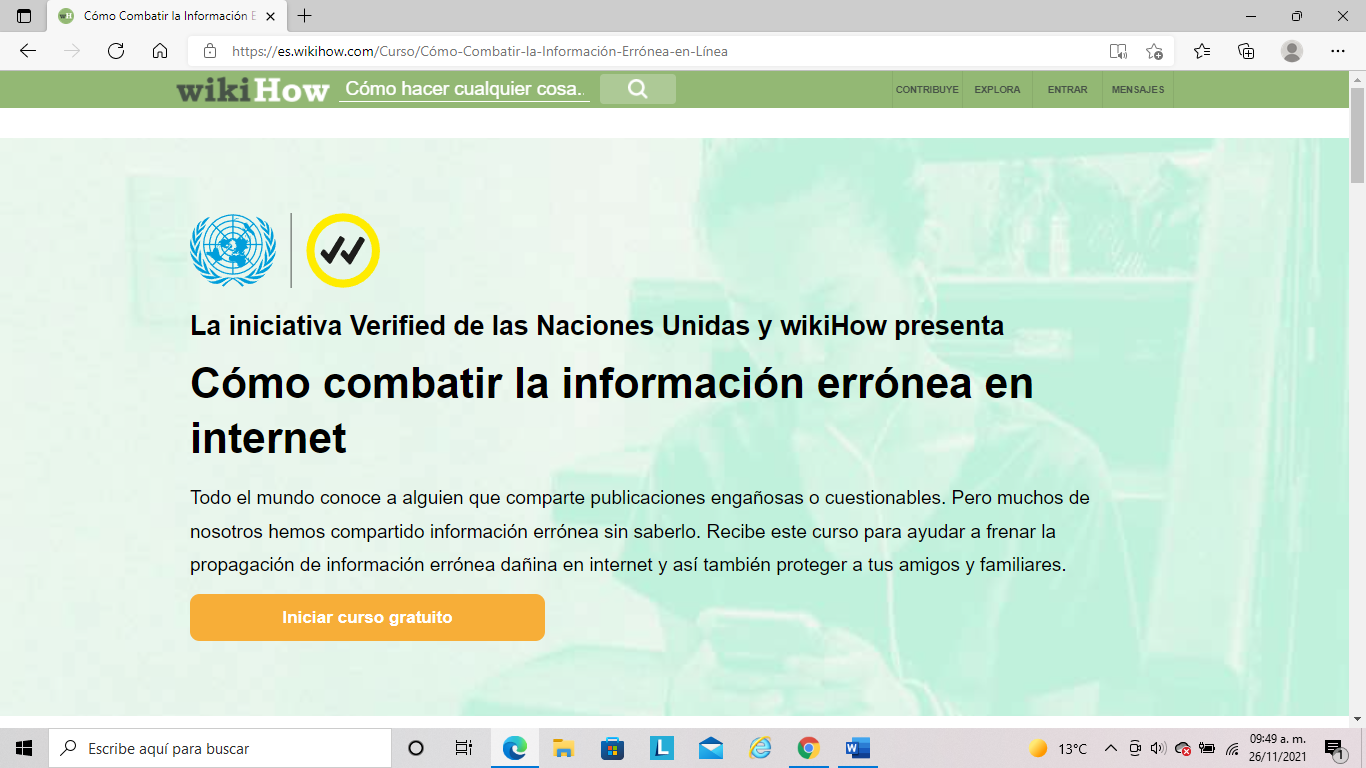 Cómo Combatir la Información E
https://es.wikihow.com/Curso/Cómo-Combatir-la-Información-Errónea-en-Línea
wikiHow Cómo hacer cualquier cosa.. CONTRIBUYE EXPLORA ENTRAR MENSAJES
La iniciativa Verified de las Naciones Unidas y wikiHow presenta
Cómo combatir la información errónea en
internet
Todo el mundo conoce a alguien que comparte publicaciones engañosas o cuestionables. Pero muchos de
nosotros hemos compartido información errónea sin saberlo. Recibe este curso para ayudar a frenar la
propagación de información errónea dañina en internet y así también proteger a tus amigos y familiares.
Iniciar curso gratuito
Escribe aquí para buscar
13°C
09:49 a. m.
26/11/2021
1